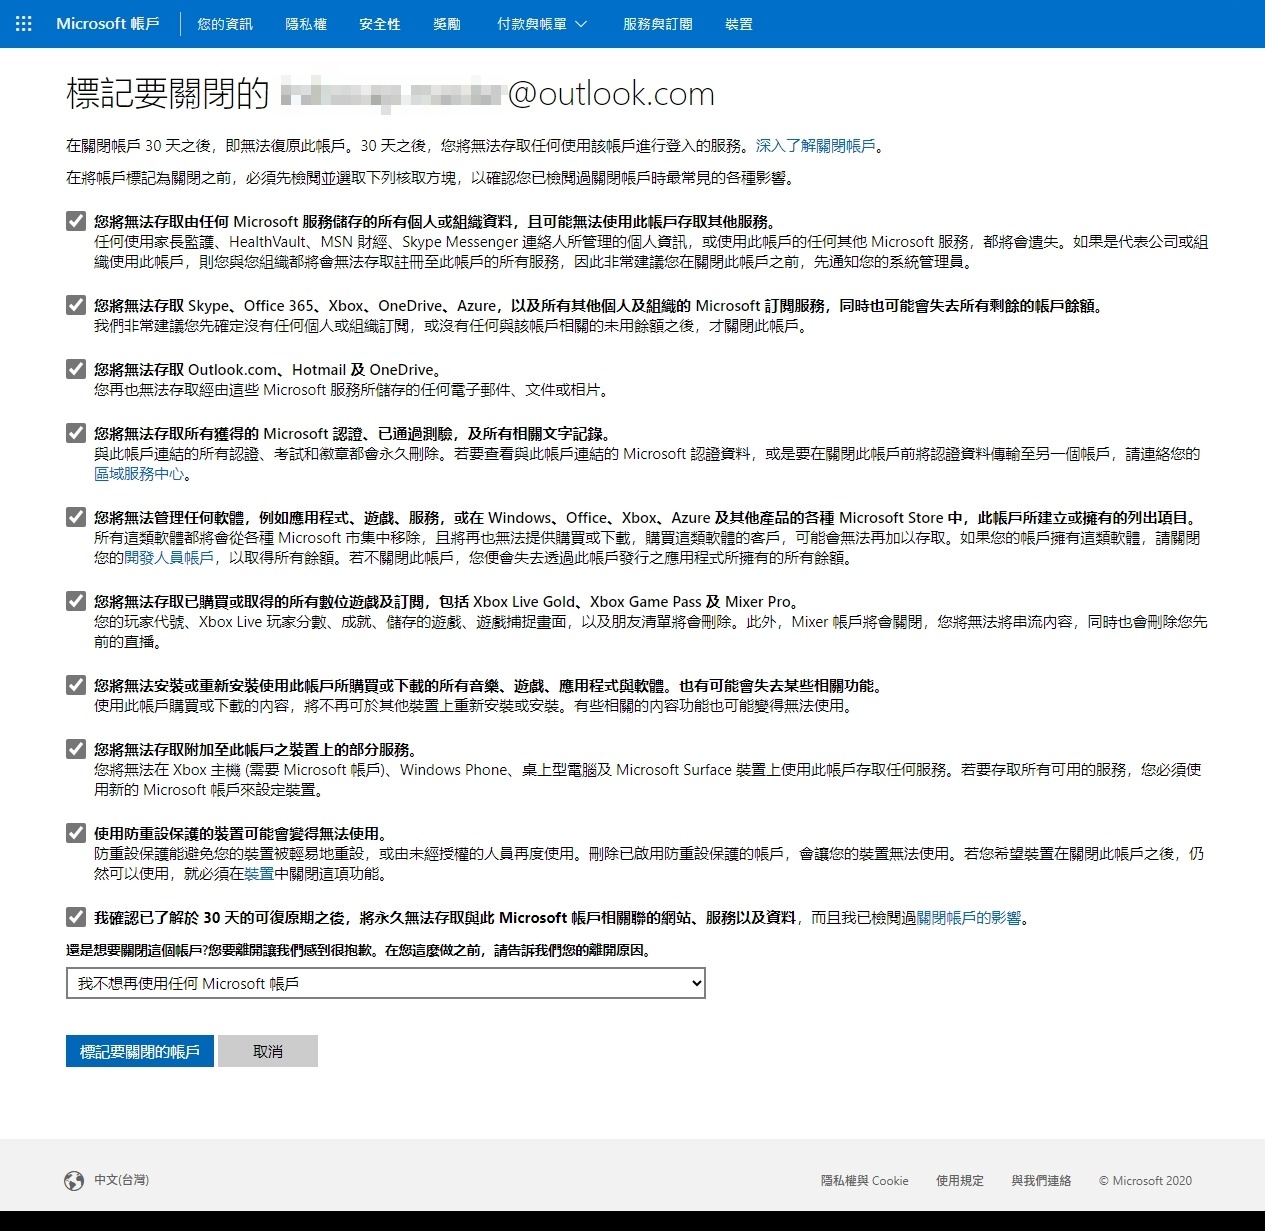 Microsoft 帳戶
您的資訊
隱私權
安全性
獎勵
付款與帳單
服務與訂閱
裝置
標記要關閉的 @outlook.com
在關閉帳戶 30 天之後，即無法復原此帳戶。30 天之後，您將無法存取任何使用該帳戶進行登入的服務。深入了解關閉帳戶。
在將帳戶標記為關閉之前，必須先檢閱並選取下列核取方塊，以確認您已檢閱過關閉帳戶時最常見的各種影響。
您將無法存取由任何 Microsoft 服務儲存的所有個人或組織資料，且可能無法使用此帳戶存取其他服務。
任何使用家長監護、HealthVault、MSN 財經、Skype Messenger 連絡人所管理的個人資訊，或使用此帳戶的任何其他 Microsoft 服務，都將會遺失。如果是代表公司或組
織使用此帳戶，則您與您組織都將會無法存取註冊至此帳戶的所有服務，因此非常建議您在關閉此帳戶之前，先通知您的系統管理員。
您將無法存取 Skype、Office 365、Xbox、OneDrive、Azure，以及所有其他個人及組織的 Microsoft 訂閱服務，同時也可能會失去所有剩餘的帳戶餘額。
我們非常建議您先確定沒有任何個人或組織訂閱，或沒有任何與該帳戶相關的未用餘額之後，才關閉此帳戶。
您將無法存取 Outlook.com、Hotmail 及 OneDrive。
您再也無法存取經由這些 Microsoft 服務所儲存的任何電子郵件、文件或相片。
您將無法存取所有獲得的 Microsoft 認證、已通過測驗，及所有相關文字記錄。
與此帳戶連結的所有認證、考試和徽章都會永久刪除。若要查看與此帳戶連結的 Microsoft 認證資料，或是要在關閉此帳戶前將認證資料傳輸至另一個帳戶，請連絡您的
區域服務中心。
您將無法管理任何軟體，例如應用程式、遊戲、服務，或在 Windows、Office、Xbox、Azure 及其他產品的各種 Microsoft Store 中，此帳戶所建立或擁有的列出項目。
所有這類軟體都將會從各種 Microsoft 市集中移除，且將再也無法提供購買或下載，購買這類軟體的客戶，可能會無法再加以存取。如果您的帳戶擁有這類軟體，請關閉
您的開發人員帳戶，以取得所有餘額。若不關閉此帳戶，您便會失去透過此帳戶發行之應用程式所擁有的所有餘額。
您將無法存取已購買或取得的所有數位遊戲及訂閱，包括 Xbox Live Gold、Xbox Game Pass 及 Mixer Pro。
您的玩家代號、Xbox Live 玩家分數、成就、儲存的遊戲、遊戲捕捉畫面，以及朋友清單將會刪除。此外，Mixer 帳戶將會關閉，您將無法將串流內容，同時也會刪除您先
前的直播。
您將無法安裝或重新安裝使用此帳戶所購買或下載的所有音樂、遊戲、應用程式與軟體。也有可能會失去某些相關功能。
使用此帳戶購買或下載的內容，將不再可於其他裝置上重新安裝或安裝。有些相關的內容功能也可能變得無法使用。
您將無法存取附加至此帳戶之裝置上的部分服務。
您將無法在 Xbox 主機 (需要 Microsoft 帳戶)、Windows Phone、桌上型電腦及 Microsoft Surface 裝置上使用此帳戶存取任何服務。若要存取所有可用的服務，您必須使
用新的 Microsoft 帳戶來設定裝置。
使用防重設保護的裝置可能會變得無法使用。
防重設保護能避免您的裝置被輕易地重設，或由未經授權的人員再度使用。刪除已啟用防重設保護的帳戶，會讓您的裝置無法使用。若您希望裝置在關閉此帳戶之後，仍
然可以使用，就必須在裝置中關閉這項功能。
我確認已了解於 30 天的可復原期之後，將永久無法存取與此 Microsoft 帳戶相關聯的網站、服務以及資料，而且我已檢閱過關閉帳戶的影響。
還是想要關閉這個帳戶?您要離開讓我們感到很抱歉。在您這麼做之前，請告訴我們您的離開原因。
我不想再使用任何 Microsoft 帳戶
標記要關閉的帳戶
取消
中文(台灣)
隱私權與 Cookie
使用規定
與我們連絡
© Microsoft 2020